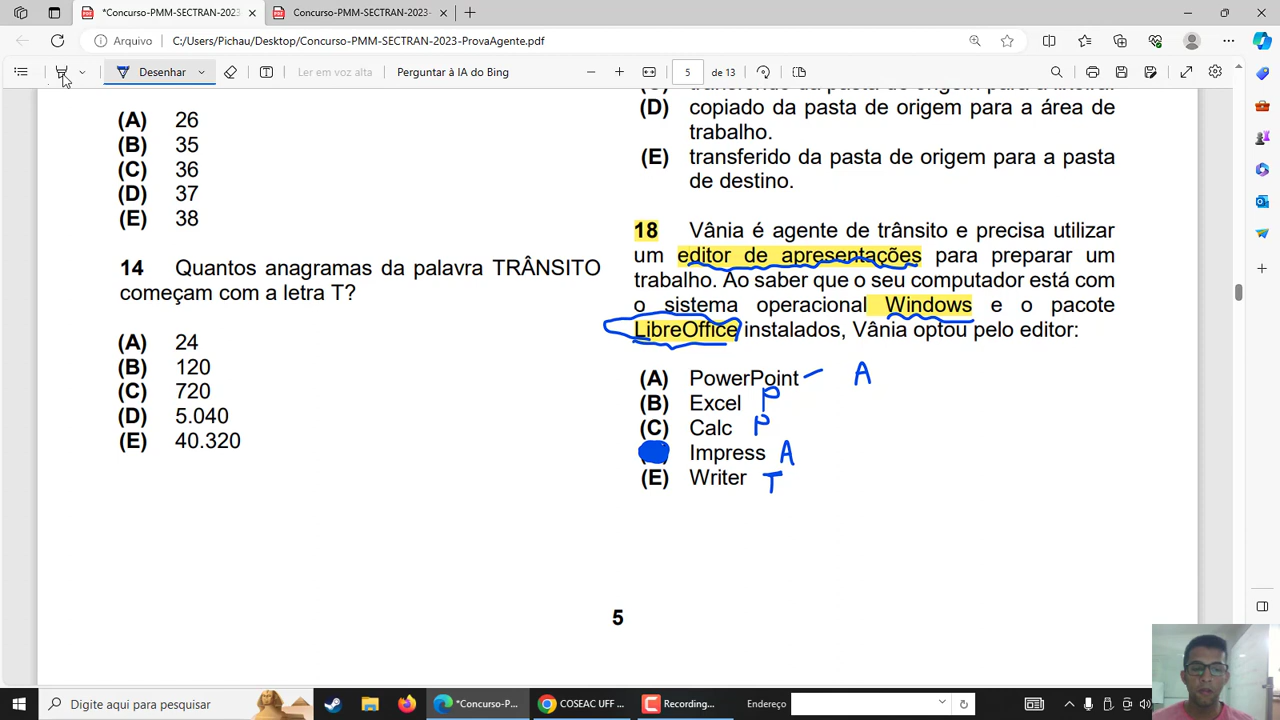 *Concurso-PMM-SECTRAN-2023
Concurso-PMM-SECTRAN-2023.pdf
Arquivo
C:/Users/Pichau/Desktop/Concurso-PMM-SECTRAN-2023-ProvaAgente.pdf
Desenhar
Ler em voz alta
Perguntar à IA do Bing
5
de 13
(A) 26
(B) 35
(C) 36
(D) 37
(E) 38
14 Quantos anagramas da palavra TRÂNSITO
começam com a letra T?
(A) 24
(B) 120
(C) 720
(D) 5.040
(E) 40.320
(D) copiado da pasta de origem para a área de
trabalho.
(E) transferido da pasta de origem para a pasta
de destino.
18 Vânia é agente de trânsito e precisa utilizar
um editor de apresentações para preparar um
trabalho. Ao saber que o seu computador está com
o sistema operacional Windows e o pacote
LibreOffice instalados, Vânia optou pelo editor:
(A) PowerPoint – A
(B) Excel P
(C) Calc P
Impress A
(E) Writer T
5
Digite aqui para pesquisar
*Concurso-P...
COSEAC UFF ...
Recording...
Endereço